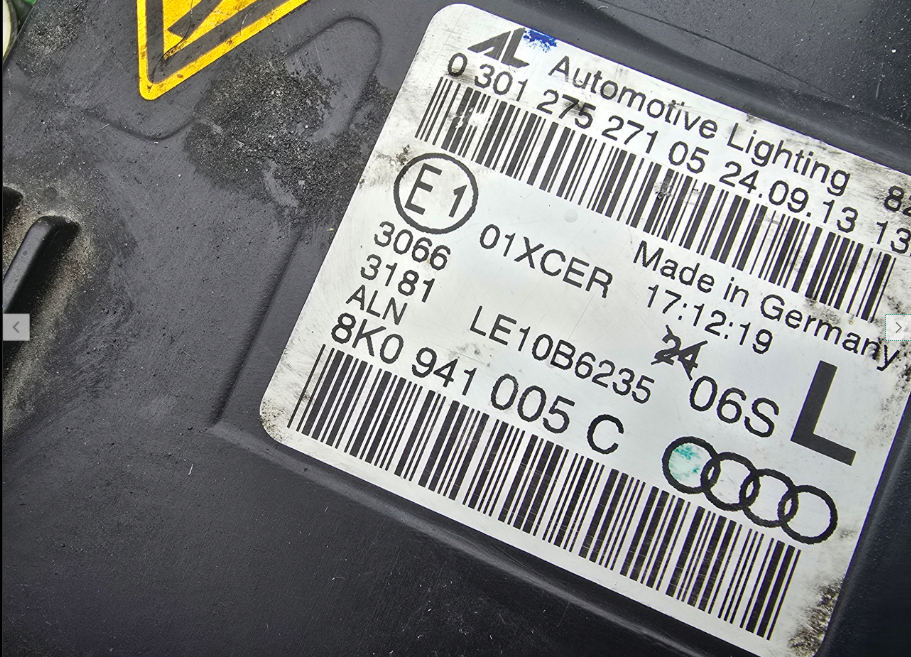 AL Automotive Lighting
0 301 275 271 05 24.09.13 13
E1
01XCER
Made in Germany
3066
17:12:19
3181
ALN
LE10B6235
24
06S
L
8K0 941 005 C